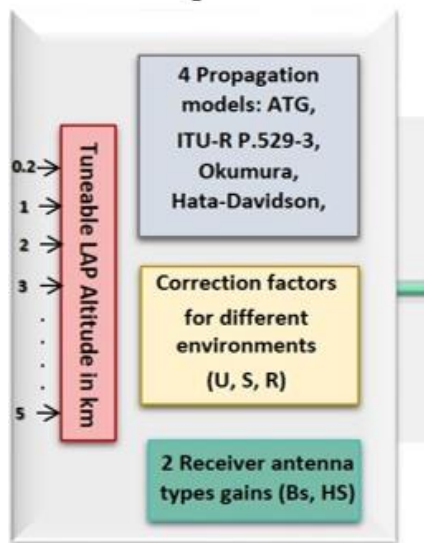 4 Propagation
models: ATG,
ITU-R P.529-3,
Okumura,
Hata-Davidson,
Tuneable LAP Altitude in km
0.2
1
2
3
5
Correction factors
for different
environments
(U, S, R)
2 Receiver antenna
types gains (Bs, HS)